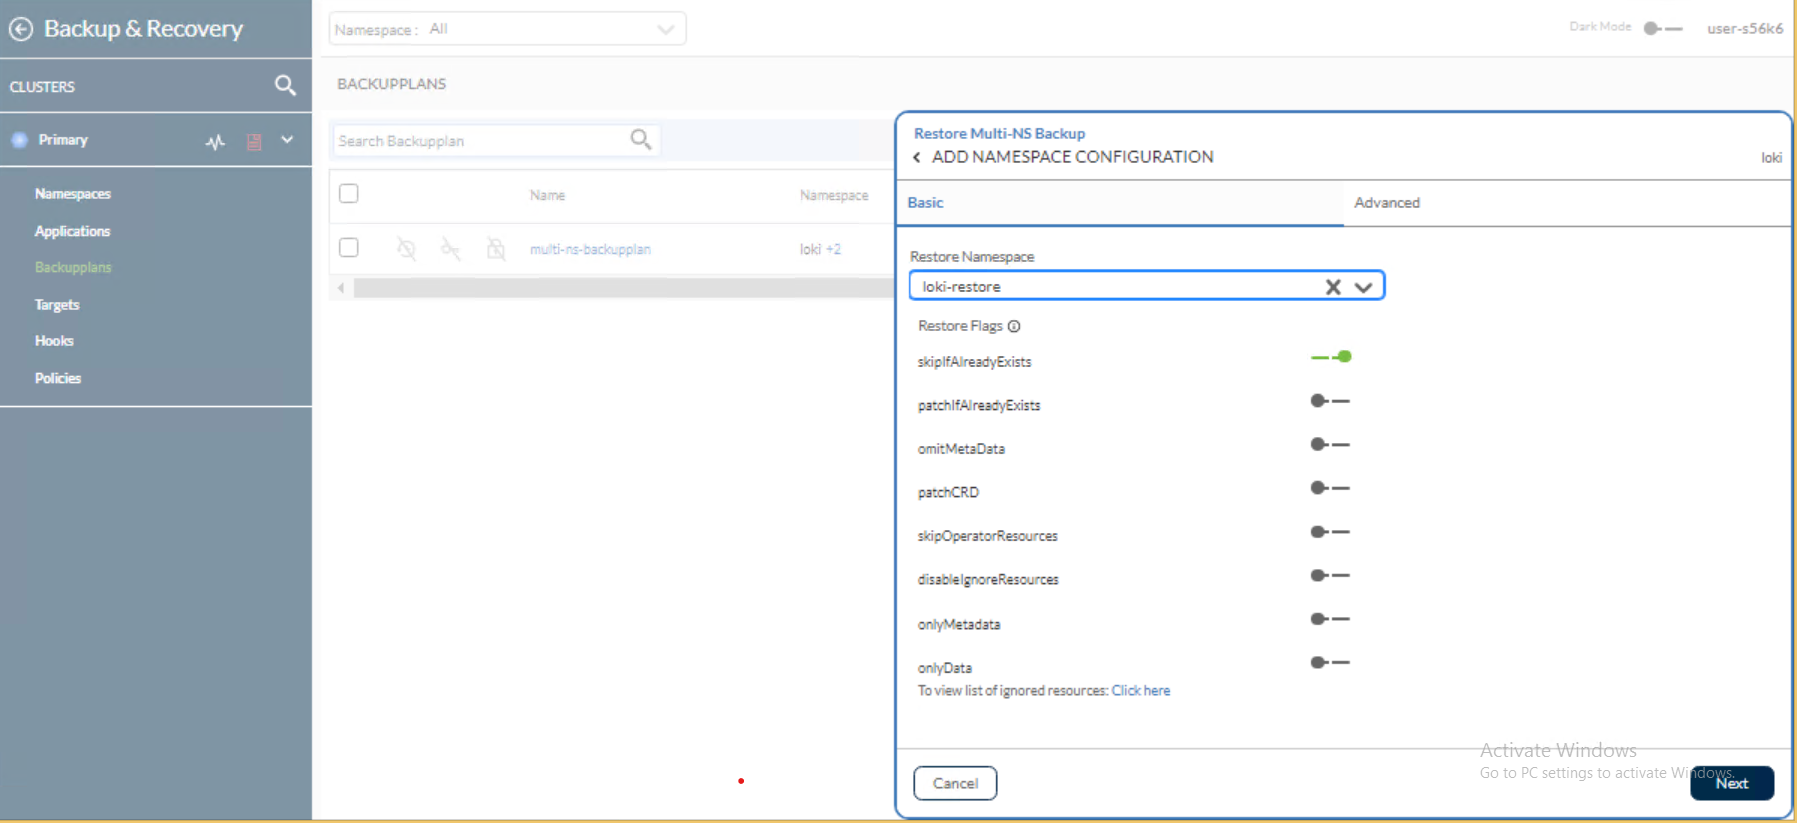 Backup & Recovery
Namespace : All
Dark Mode
user-s56k6
CLUSTERS
BACKUPPLANS
Primary
Search Backupplan
Namespaces
Applications
Backupplans
Targets
Hooks
Policies
Name Namespace
multi-ns-backupplan loki +2
Restore Multi-NS Backup
ADD NAMESPACE CONFIGURATION loki
Basic Advanced
Restore Namespace
loki-restore
Restore Flags
skipIfAlreadyExists
patchIfAlreadyExists
omitMetaData
patchCRD
skipOperatorResources
disableIgnoreResources
onlyMetadata
onlyData
To view list of ignored resources: Click here
Activate Windows
Go to PC settings to activate Windows.
Cancel Next